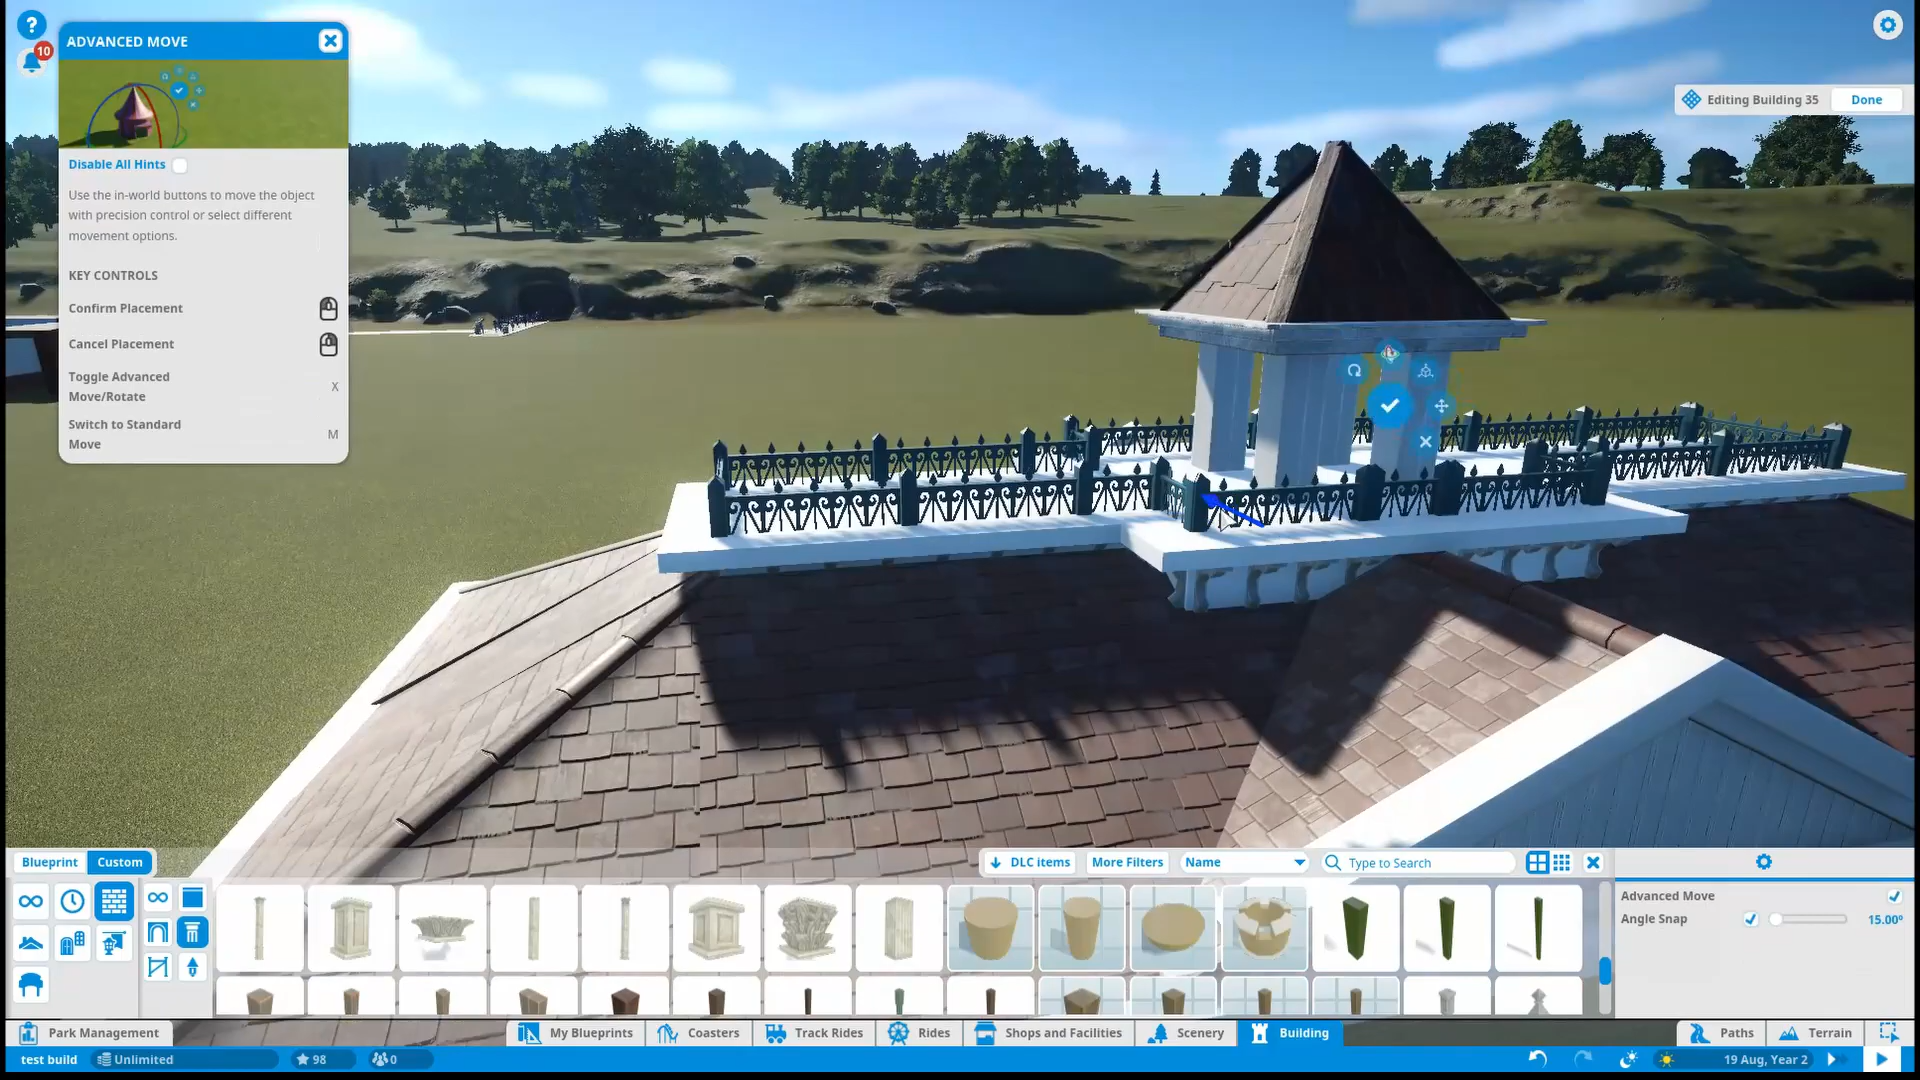 ?
10
ADVANCED MOVE
Disable All Hints
Use the in-world buttons to move the object
with precision control or select different
movement options.
KEY CONTROLS
Confirm Placement
Cancel Placement
Toggle Advanced
Move/Rotate
X
Switch to Standard
Move
M
Editing Building 35
Done
Blueprint
Custom
DLC items
More Filters
Name
Type to Search
Advanced Move
Angle Snap
15.00°
Park Management
My Blueprints
Coasters
Track Rides
Rides
Shops and Facilities
Scenery
Building
Paths
Terrain
test build
Unlimited
98
0
19 Aug, Year 2